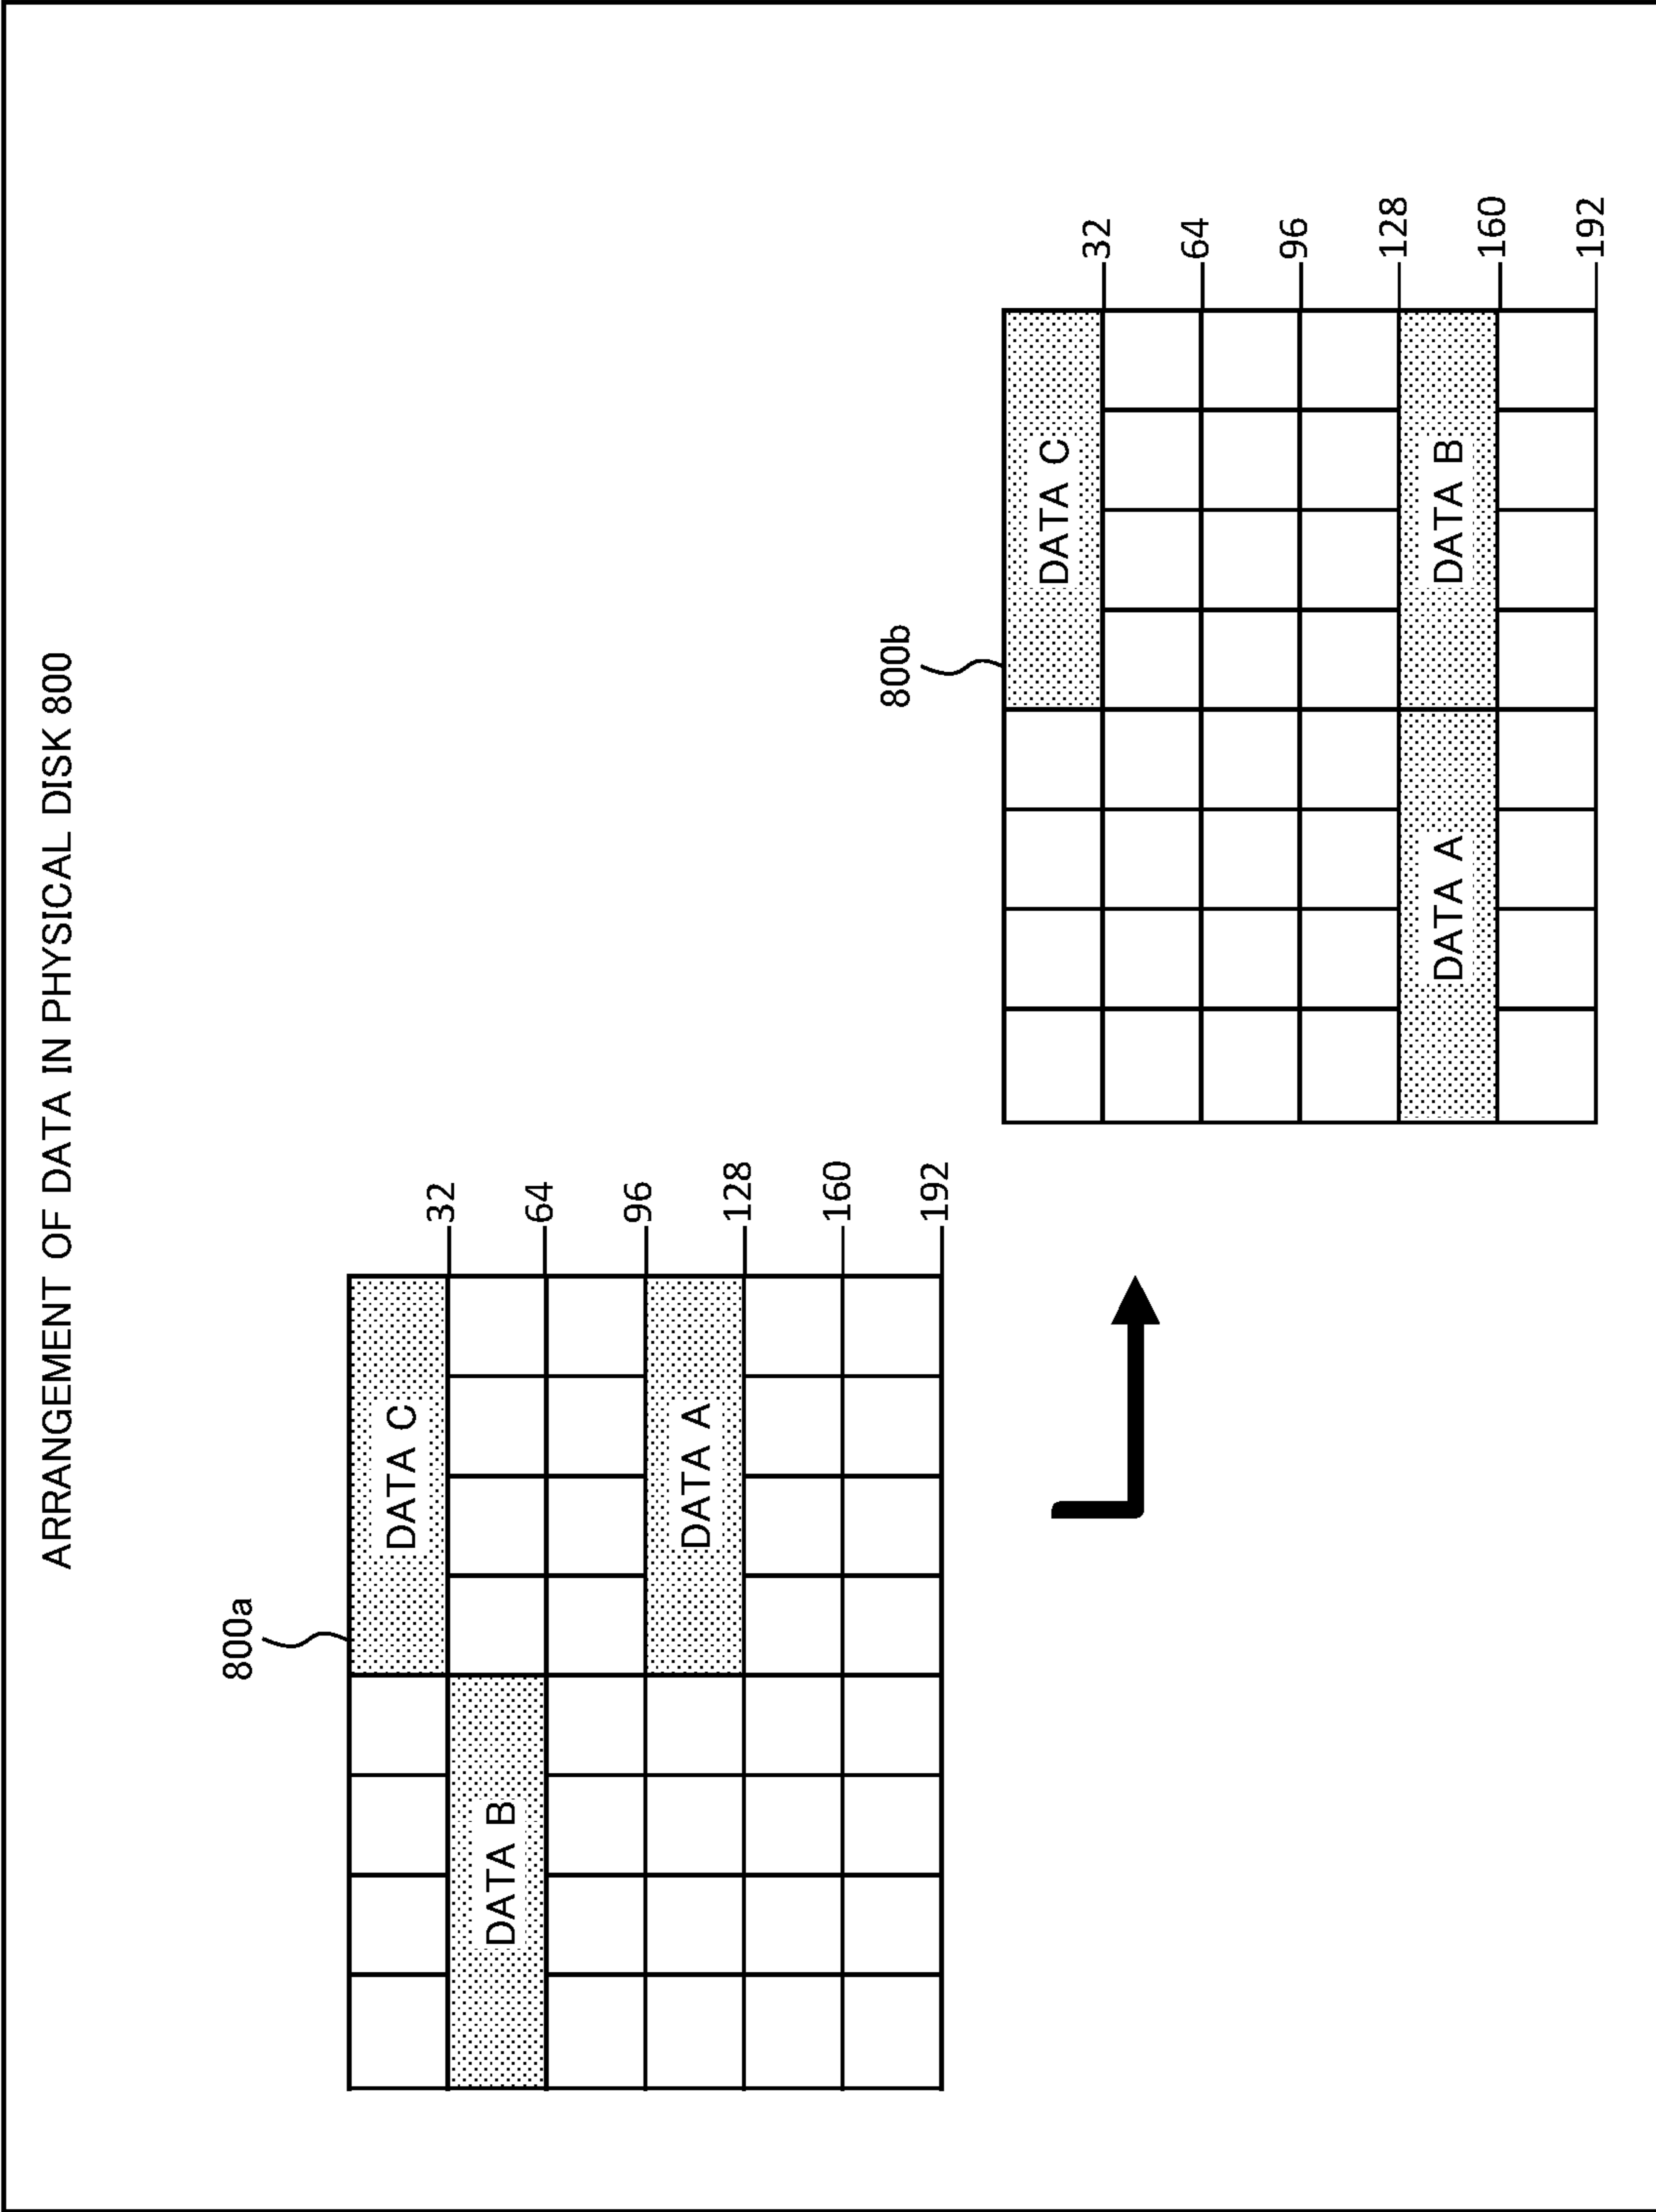 ARRANGEMENT OF DATA IN PHYSICAL DISK 800
800a
DATA C
32
DATA B
64
96
DATA A
128
160
192
800b
DATA C
32
64
96
128
DATA A
DATA B
160
192